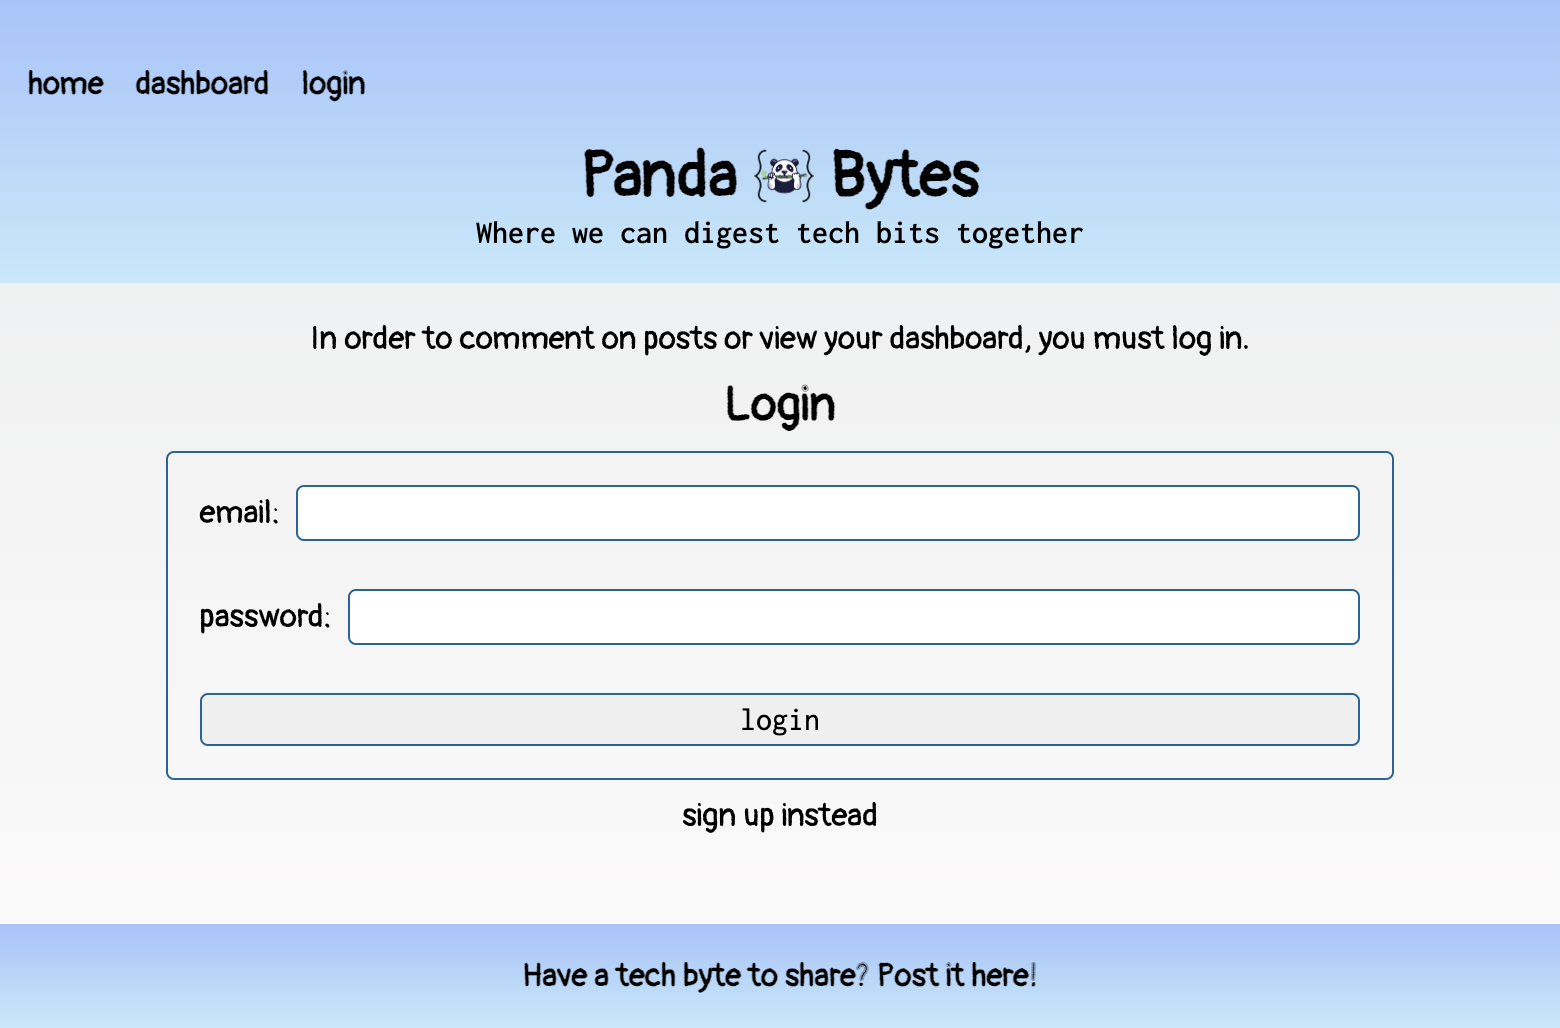 home dashboard login
Panda { } Bytes
Where we can digest tech bits together
In order to comment on posts or view your dashboard, you must log in.
Login
email:
password:
login
sign up instead
Have a tech byte to share? Post it here!